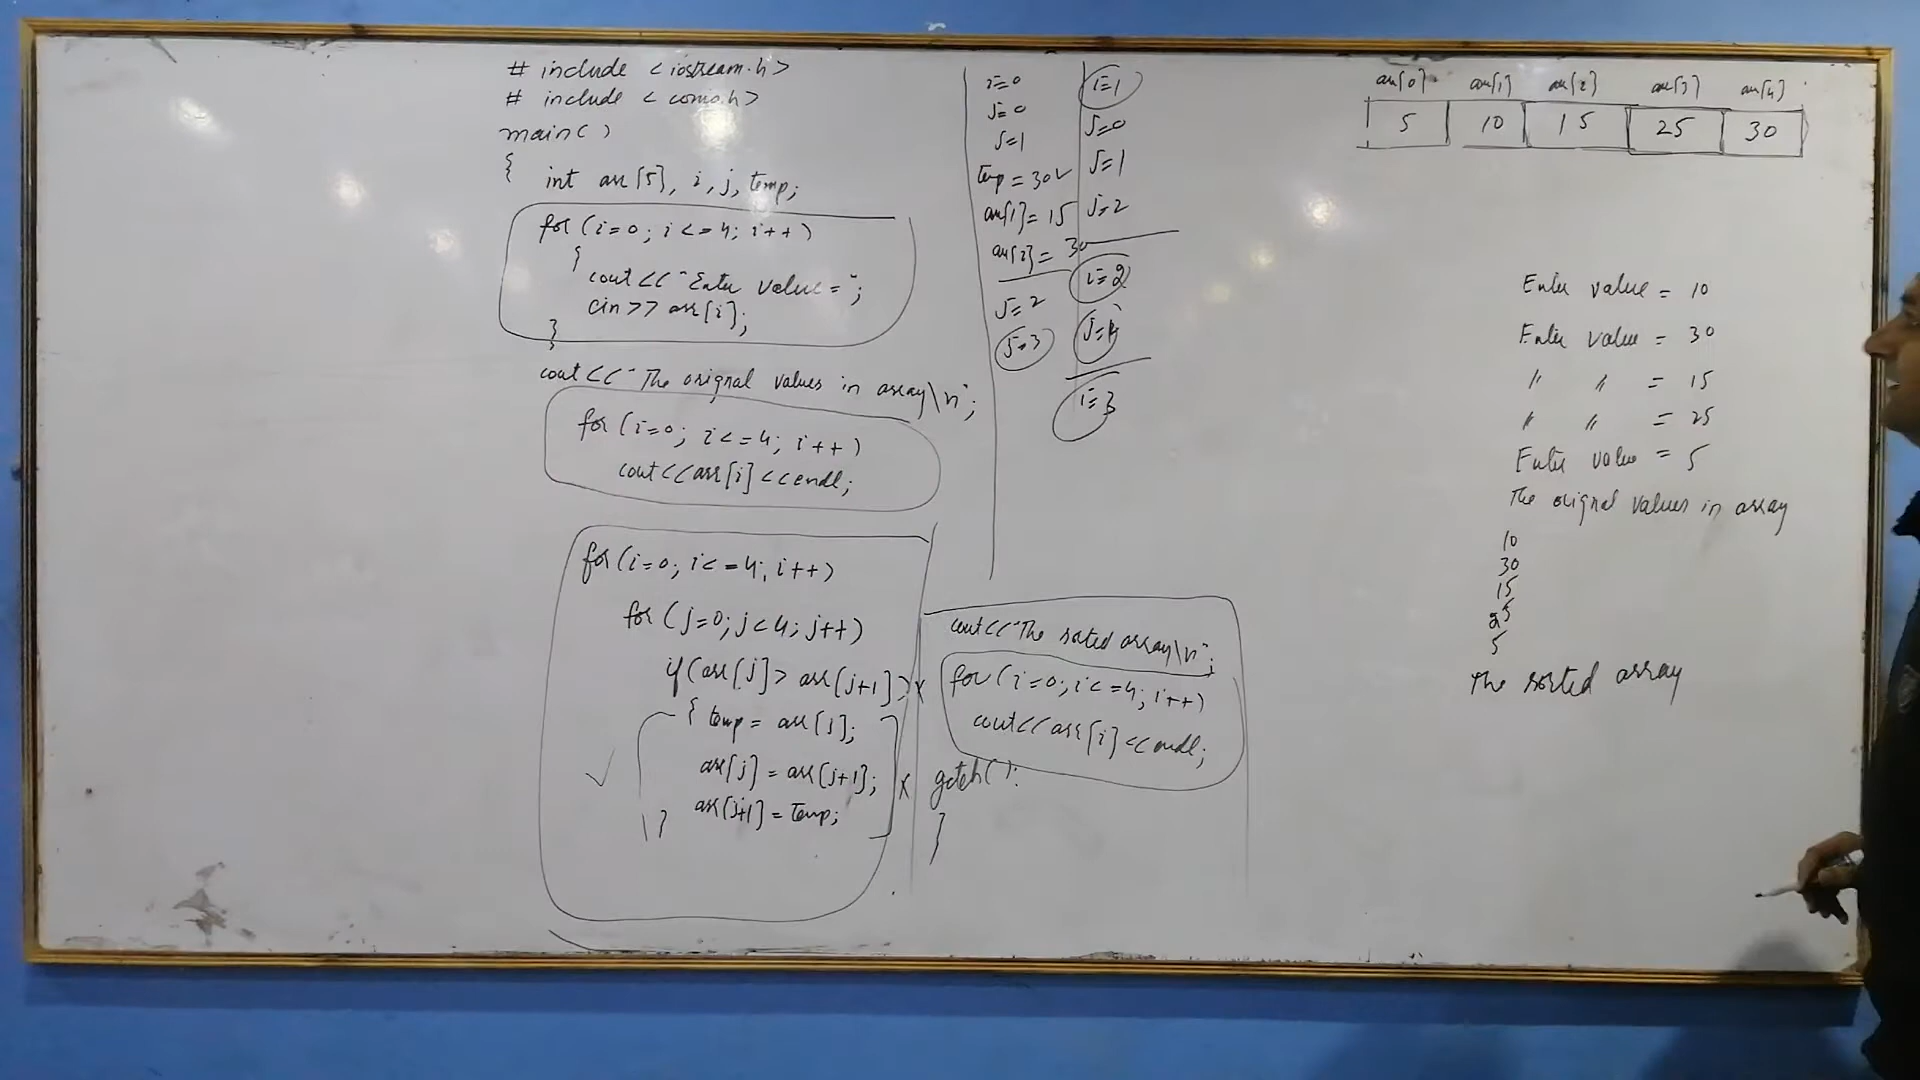 # include <iostream.h>
# include <conio.h>
main( )
{
int arr[5], i, j, temp;
for (i=0; i<=4; i++)
{
cout<<"Enter value =";
cin>> arr[i];
}
cout<<"The orignal values in array\n";
for (i=0; i<=4; i++)
cout<<arr[i]<<endl;
for(i=0; i<=4; i++)
for (j=0; j<4; j++)
if(arr[j]> arr[j+1])
{ temp= arr[j];
arr[j] = arr[j+1];
arr[j+1] = temp;
}
cout<<"The sorted array\n";
for (i=0; i<=4; i++)
cout<<arr[i]<<endl;
getch( );
}
i=0
j=0
j=1
temp = 30
arr[1]= 15
arr[2]= 30
j=2
j=3
i=1
j=0
j=1
j=2
i=2
i=3
arr[0] arr[1] arr[2] arr[3] arr[4]
5 10 15 25 30
Enter value = 10
Enter value = 30
" " = 15
" " = 25
Enter value = 5
The orignal values in array
10
30
15
25
5
The sorted array